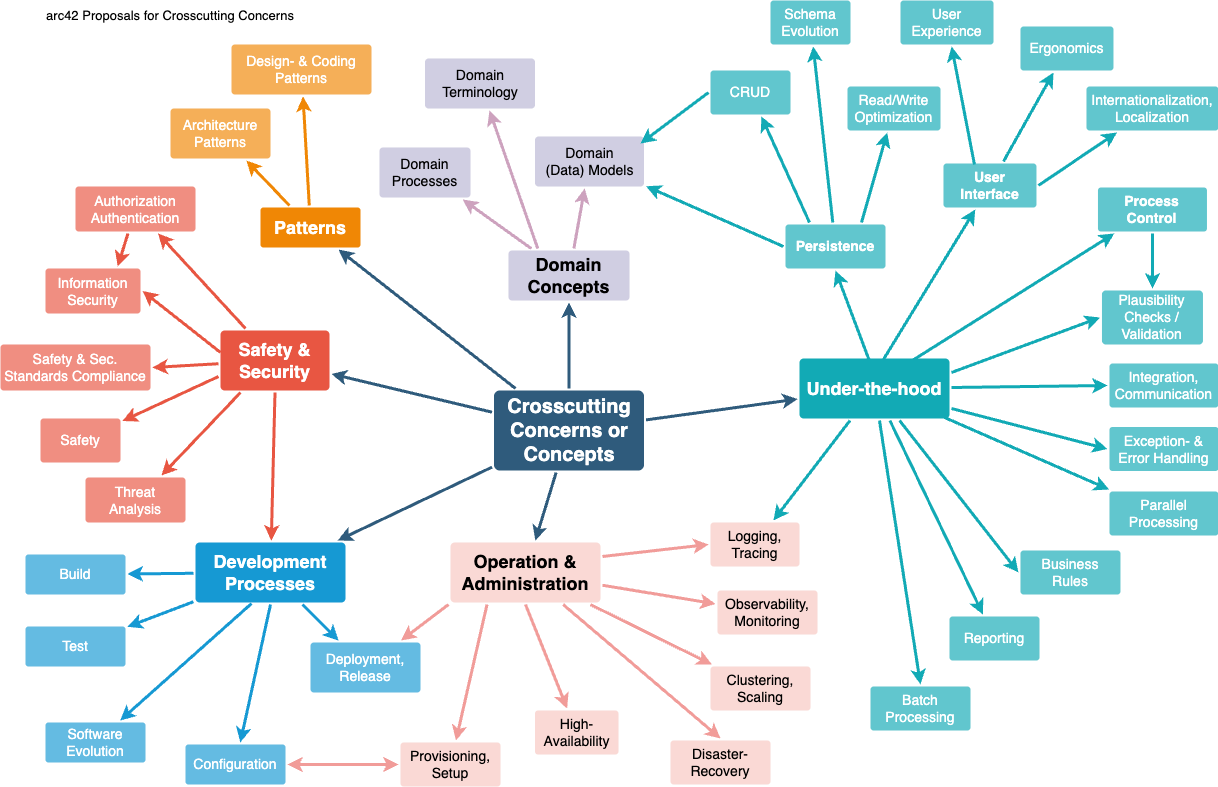 arc42 Proposals for Crosscutting Concerns
Schema
Evolution
User
Experience
Ergonomics
Design- & Coding
Patterns
Domain
Terminology
CRUD
Read/Write
Optimization
Internationalization,
Localization
Architecture
Patterns
Domain
Processes
Domain
(Data) Models
User
Interface
Authorization
Authentication
Patterns
Process
Control
Persistence
Domain
Concepts
Information
Security
Plausibility
Checks /
Validation
Safety & Sec.
Standards Compliance
Safety &
Security
Under-the-hood
Integration,
Communication
Crosscutting
Concerns or
Concepts
Safety
Exception- &
Error Handling
Threat
Analysis
Parallel
Processing
Logging,
Tracing
Build
Development
Processes
Operation &
Administration
Business
Rules
Observability,
Monitoring
Test
Reporting
Deployment,
Release
Clustering,
Scaling
Batch
Processing
Software
Evolution
High-
Availability
Configuration
Provisioning,
Setup
Disaster-
Recovery